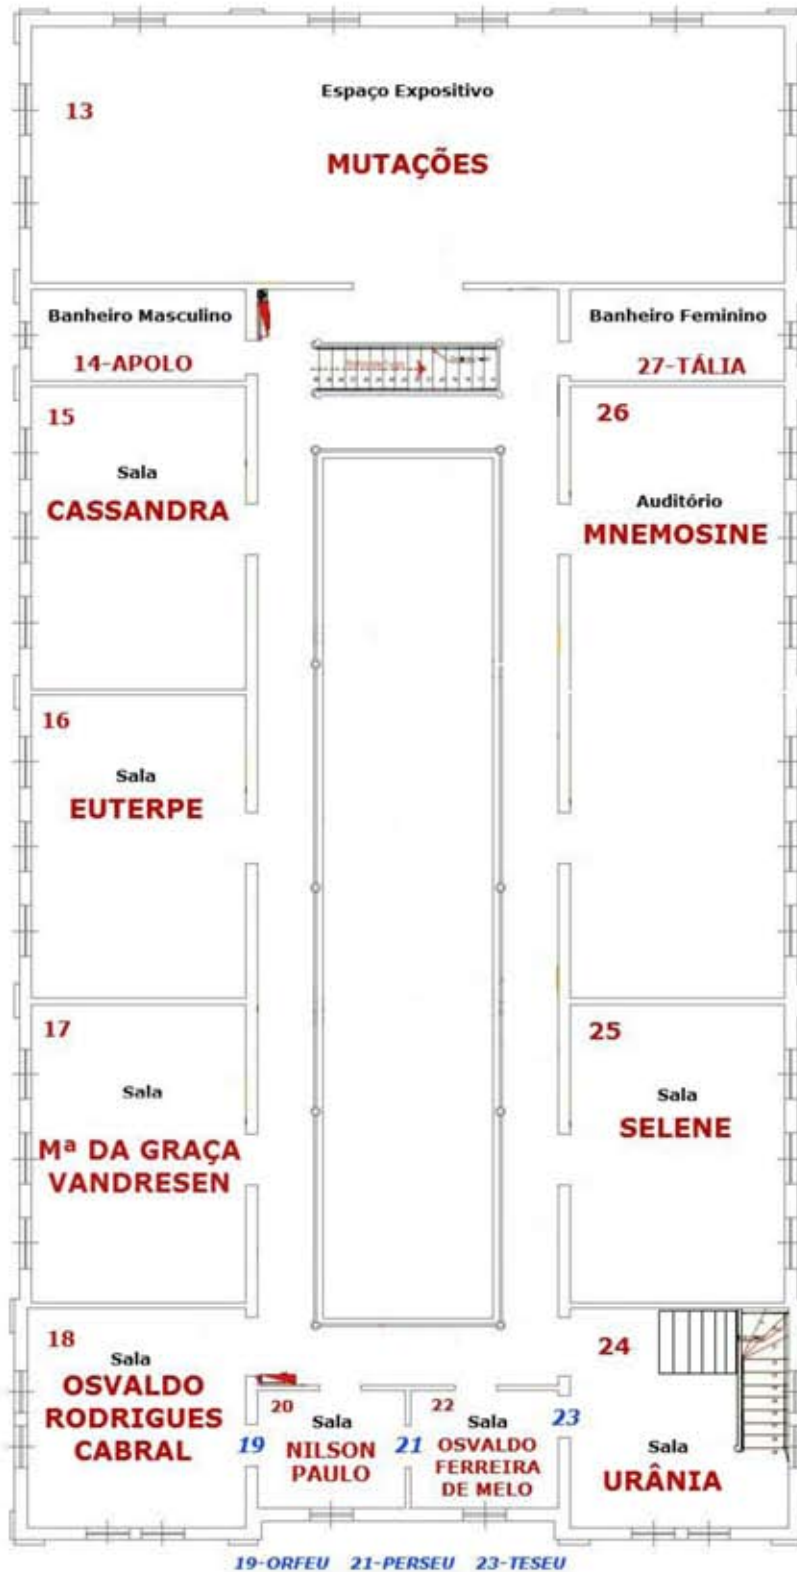 13
Espaço Expositivo
MUTAÇÕES
Banheiro Masculino
14-APOLO
Banheiro Feminino
27-TÁLIA
15
Sala
CASSANDRA
26
Auditório
MNEMOSINE
16
Sala
EUTERPE
17
Sala
Mª DA GRAÇA
VANDRESEN
25
Sala
SELENE
18
Sala
OSVALDO
RODRIGUES
CABRAL
19
20
Sala
NILSON
PAULO
21
22
Sala
OSVALDO
FERREIRA
DE MELO
23
24
Sala
URÂNIA
19-ORFEU 21-PERSEU 23-TESEU